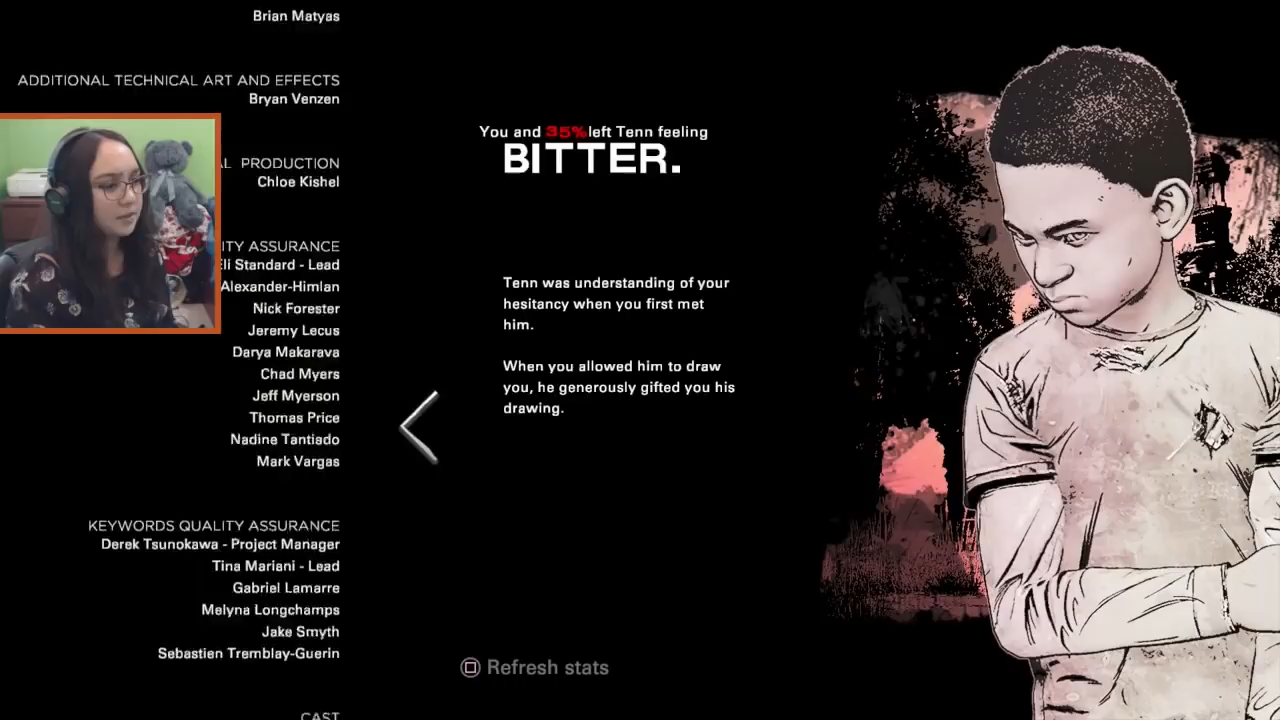 Brian Matyas
ADDITIONAL TECHNICAL ART AND EFFECTS
Bryan Venzen
PRODUCTION
Chloe Kishel
ASSURANCE
Standard - Lead
Alexander-Himlan
Nick Forester
Jeremy Lecus
Darya Makarava
Chad Myers
Jeff Myerson
Thomas Price
Nadine Tantiado
Mark Vargas
KEYWORDS QUALITY ASSURANCE
Derek Tsunokawa - Project Manager
Tina Mariani - Lead
Gabriel Lamarre
Melyna Longchamps
Jake Smyth
Sebastien Tremblay-Guerin
CAST
You and 35% left Tenn feeling
BITTER.
Tenn was understanding of your
hesitancy when you first met
him.
When you allowed him to draw
you, he generously gifted you his
drawing.
Refresh stats